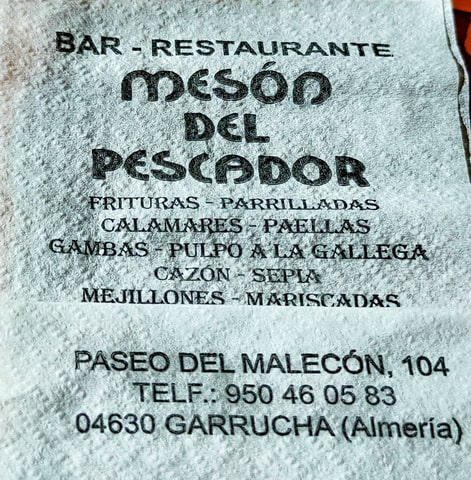 BAR - RESTAURANTE
MESÓN
DEL
PESCADOR
FRITURAS - PARRILLADAS
CALAMARES - PAELLAS
GAMBAS - PULPO A LA GALLEGA
CAZÓN - SEPIA
MEJILLONES - MARISCADAS
PASEO DEL MALECÓN, 104
TELF.: 950 46 05 83
04630 GARRUCHA (Almería)